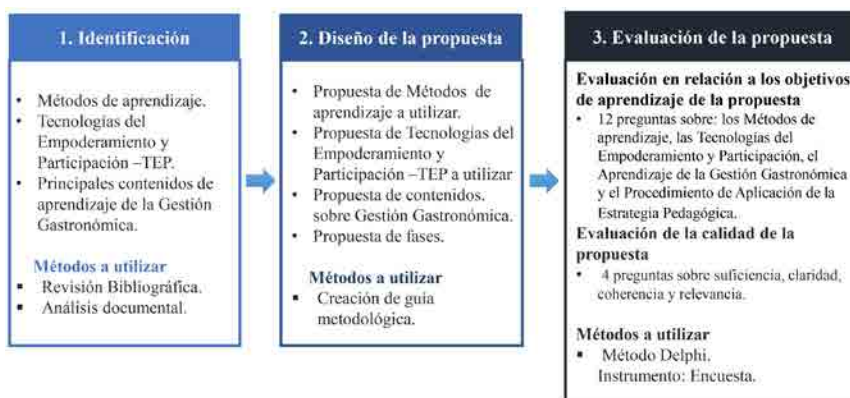 1. Identificación
• Métodos de aprendizaje.
• Tecnologías del
Empoderamiento y
Participación –TEP.
• Principales contenidos de
aprendizaje de la Gestión
Gastronómica.
Métodos a utilizar
▪ Revisión Bibliográfica.
▪ Análisis documental.
2. Diseño de la propuesta
• Propuesta de Métodos de
aprendizaje a utilizar.
• Propuesta de Tecnologías del
Empoderamiento y
Participación –TEP a utilizar
• Propuesta de contenidos.
sobre Gestión Gastronómica.
• Propuesta de fases.
Métodos a utilizar
▪ Creación de guía
metodológica.
3. Evaluación de la propuesta
Evaluación en relación a los objetivos
de aprendizaje de la propuesta
• 12 preguntas sobre: los Métodos de
aprendizaje, las Tecnologías del
Empoderamiento y Participación, el
Aprendizaje de la Gestión Gastronómica
y el Procedimiento de Aplicación de la
Estrategia Pedagógica.
Evaluación de la calidad de la
propuesta
• 4 preguntas sobre suficiencia, claridad,
coherencia y relevancia.
Métodos a utilizar
▪ Método Delphi.
Instrumento: Encuesta.